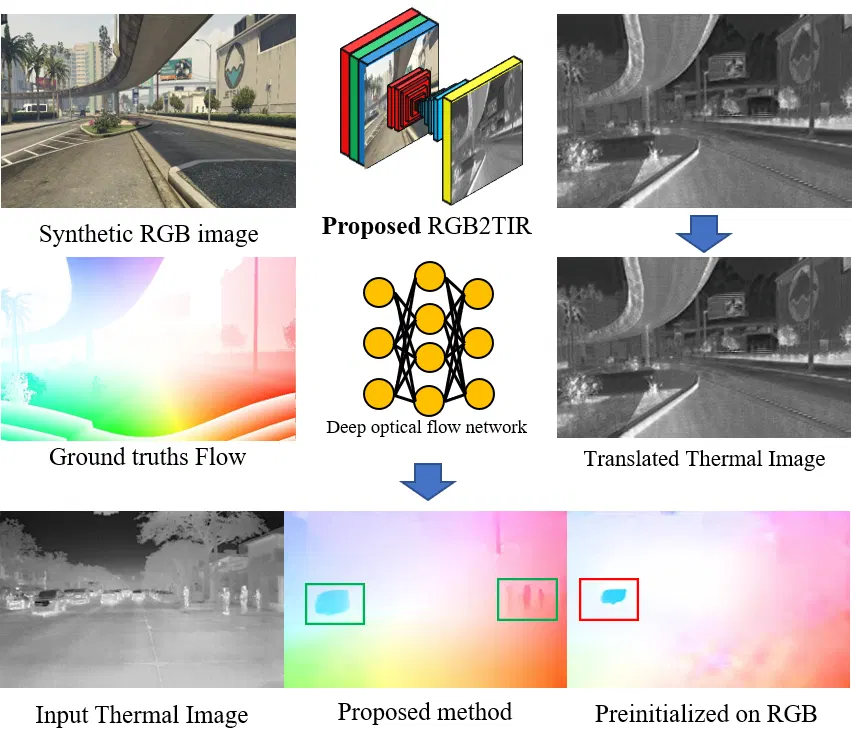 Synthetic RGB image
Proposed RGB2TIR
Ground truths Flow
Deep optical flow network
Translated Thermal Image
Input Thermal Image
Proposed method
Preinitialized on RGB